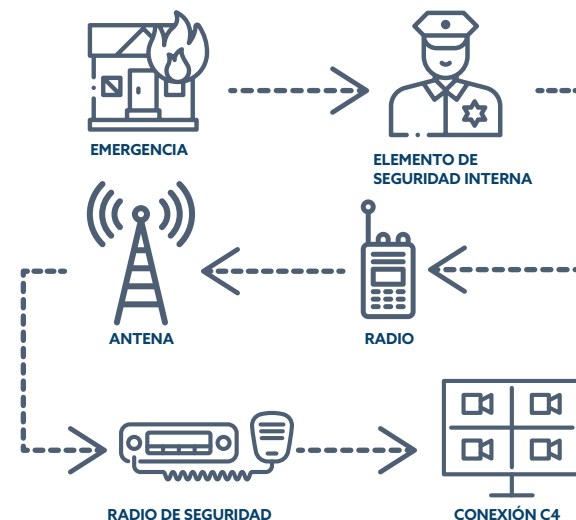 EMERGENCIA
ELEMENTO DE
SEGURIDAD INTERNA
ANTENA
RADIO
RADIO DE SEGURIDAD
CONEXIÓN C4